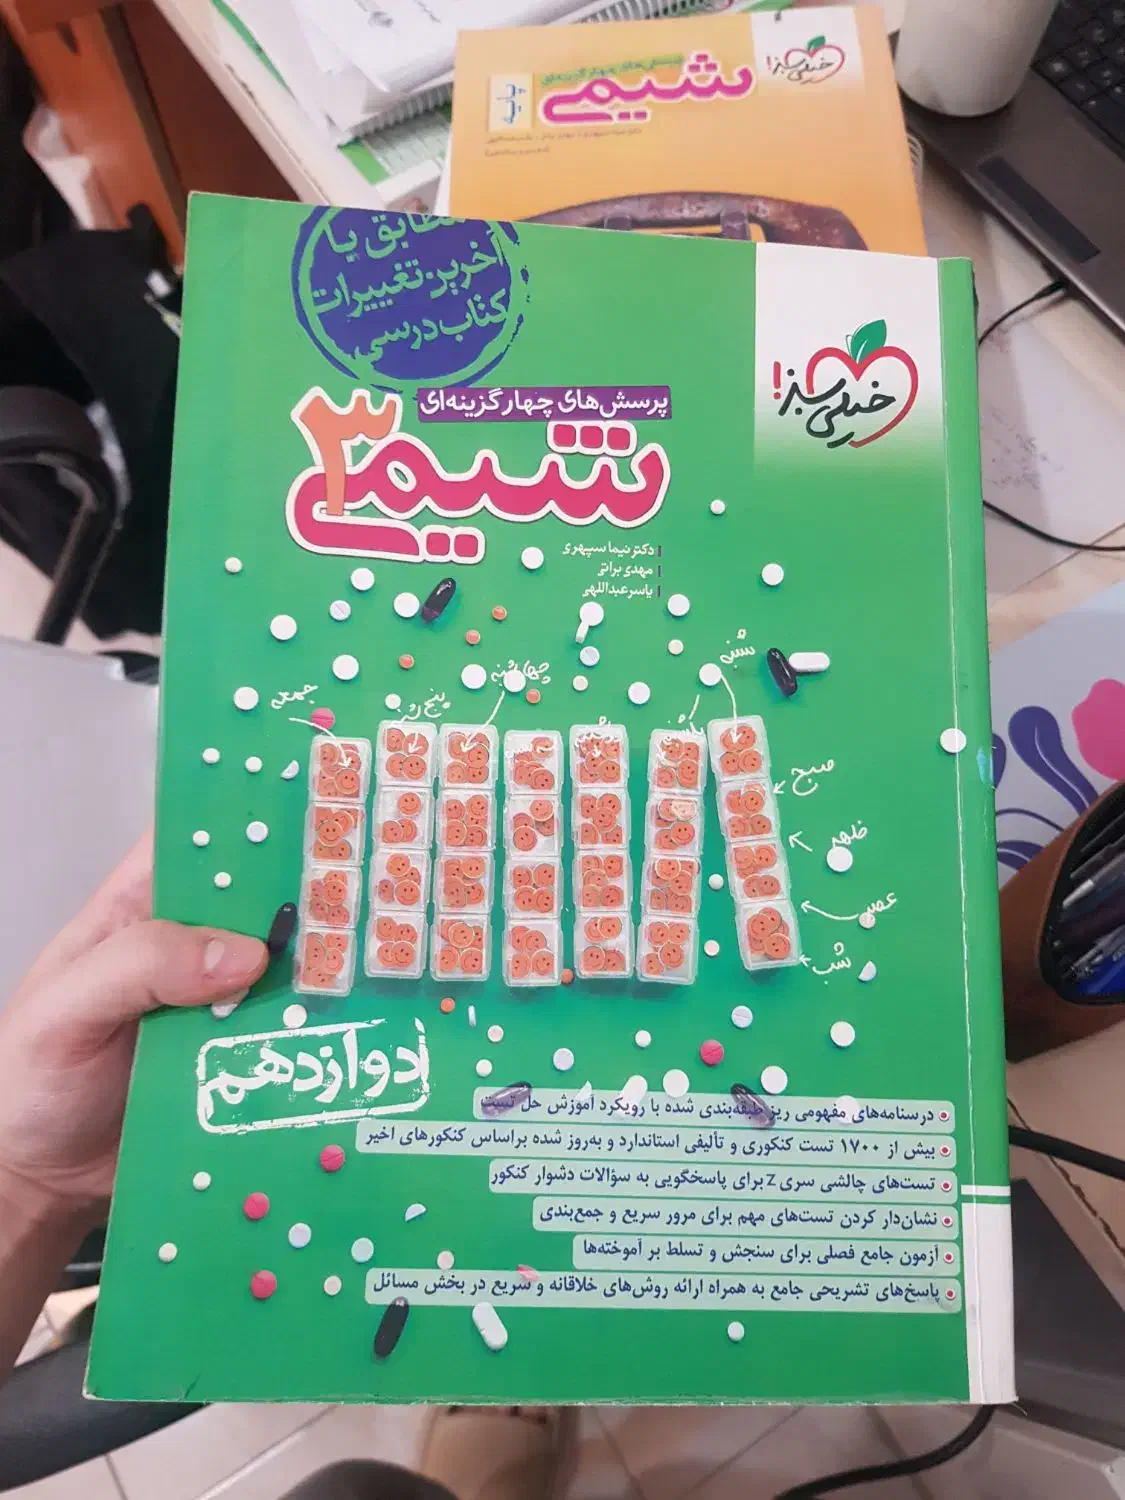 شیمی
پرسش‌های چهارگزینه‌ای
پایه
خیلی سبز!
مطابق با
آخرین تغییرات
کتاب درسی
خیلی سبز!
پرسش‌های چهارگزینه‌ای
شیمی ۳
دکتر نیما سپهری
مهدی براتی
یاسر عبداللهی
شنبه
چهارشنبه
پنج‌شنبه
جمعه
صبح
ظهر
عصر
شب
دوازدهم
درسنامه‌های مفهومی ریز طبقه‌بندی شده با رویکرد آموزش حل تست
بیش از ۱۷۰۰ تست کنکوری و تألیفی استاندارد و به‌روز شده براساس کنکورهای اخیر
تست‌های چالشی سری Z برای پاسخگویی به سؤالات دشوار کنکور
نشان‌دار کردن تست‌های مهم برای مرور سریع و جمع‌بندی
آزمون جامع فصلی برای سنجش و تسلط بر آموخته‌ها
پاسخ‌های تشریحی جامع به همراه ارائه روش‌های خلاقانه و سریع در بخش مسائل